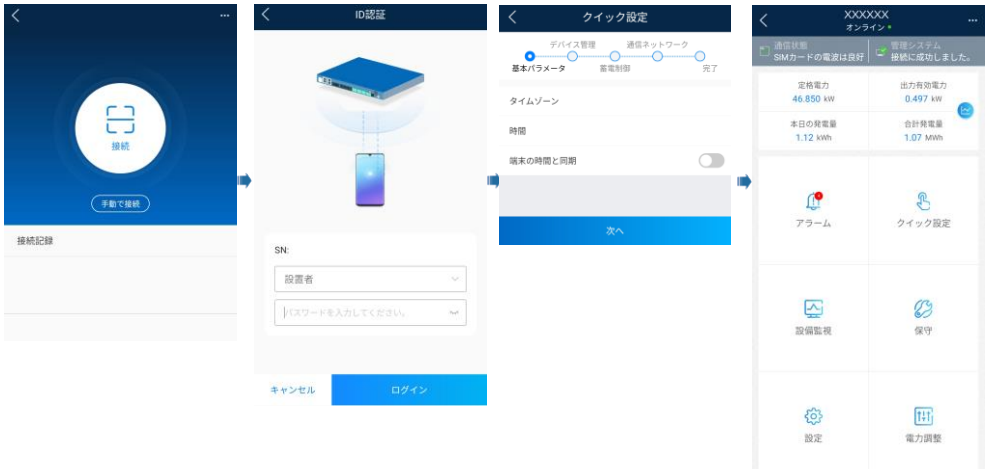 ...
接続
手動で接続
接続記録
ID認証
SN:
設置者
パスワードを入力してください。
キャンセル
ログイン
クイック設定
デバイス管理
通信ネットワーク
基本パラメータ
蓄電制御
完了
タイムゾーン
時間
端末の時間と同期
次へ
XXXXXX
...
オンライン
通信状態
SIMカードの電波は良好
管理システム
接続に成功しました。
定格電力
46.850 kW
出力有効電力
0.497 kW
本日の発電量
1.12 kWh
合計発電量
1.07 MWh
アラーム
クイック設定
設備監視
保守
設定
電力調整